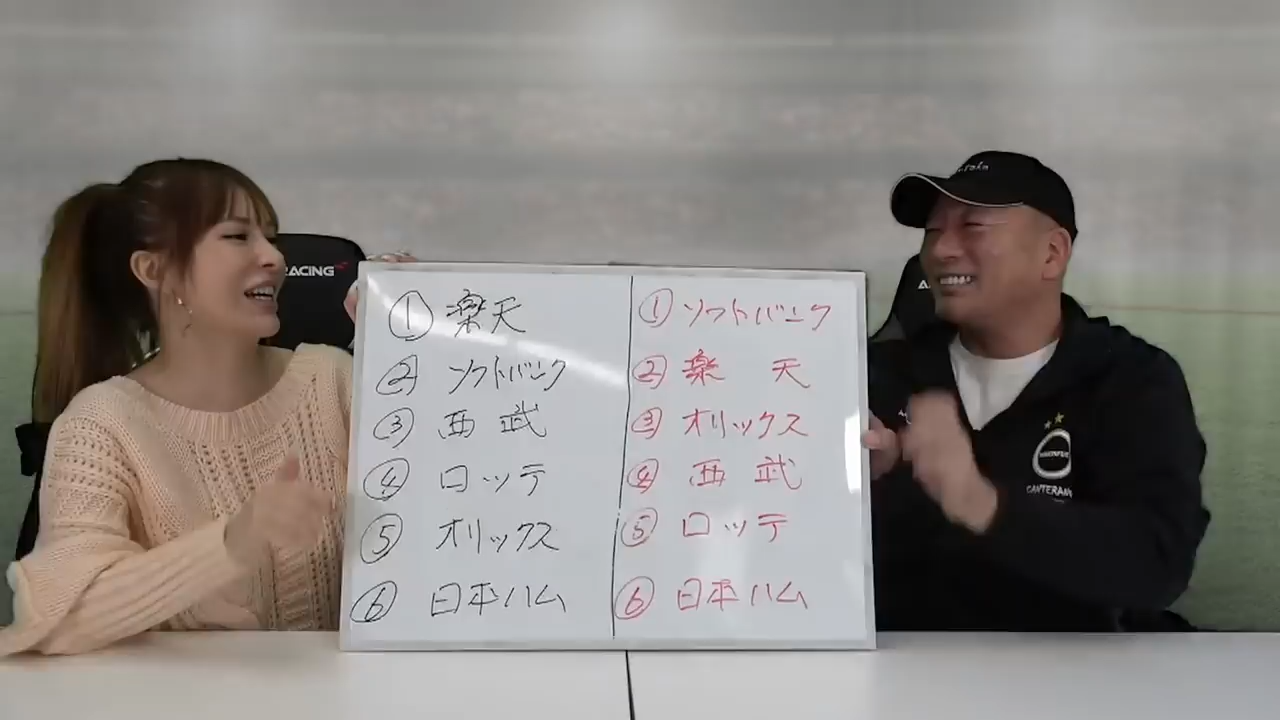 RACING
① 楽天
② ソフトバンク
③ 西武
④ ロッテ
⑤ オリックス
⑥ 日本ハム
① ソフトバンク
② 楽天
③ オリックス
④ 西武
⑤ ロッテ
⑥ 日本ハム